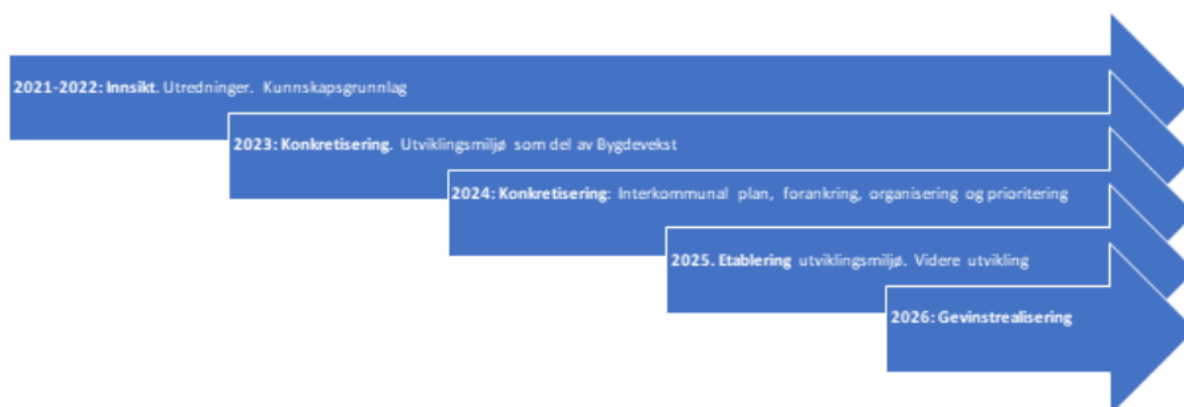 2021-2022: Innsikt. Utredninger. Kunnskapsgrunnlag
2023: Konkretisering. Utviklingsmiljø som del av Bygdevekst
2024: Konkretisering: Interkommunal plan, forankring, organisering og prioritering
2025. Etablering utviklingsmiljø. Videre utvikling
2026: Gevinstrealisering